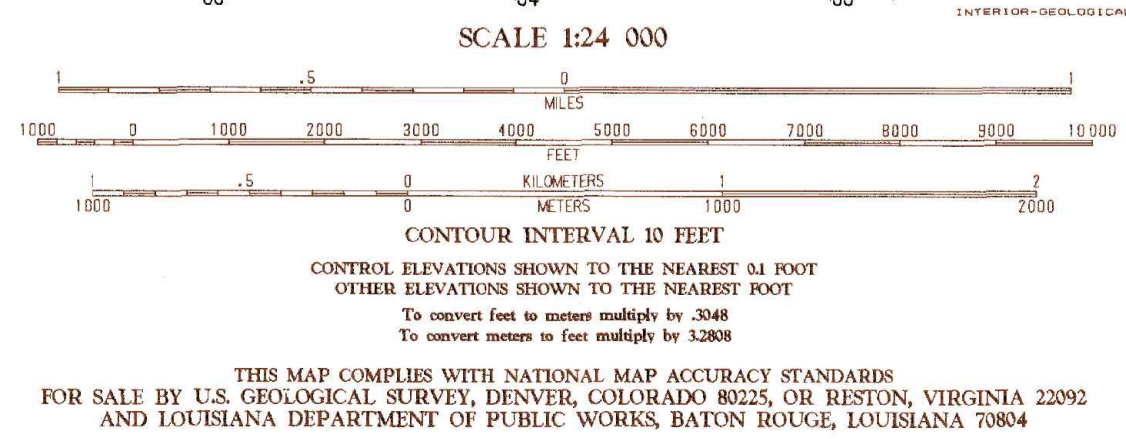 INTERIOR-GEOLOGICAL
SCALE 1:24 000
1 .5 0 1
MILES
1000 0 1000 2000 3000 4000 5000 6000 7000 8000 9000 10000
FEET
1 .5 0 KILOMETERS 1 2
1000 0 METERS 1000 2000
CONTOUR INTERVAL 10 FEET
CONTROL ELEVATIONS SHOWN TO THE NEAREST 0.1 FOOT
OTHER ELEVATIONS SHOWN TO THE NEAREST FOOT
To convert feet to meters multiply by .3048
To convert meters to feet multiply by 3.2808
THIS MAP COMPLIES WITH NATIONAL MAP ACCURACY STANDARDS
FOR SALE BY U.S. GEOLOGICAL SURVEY, DENVER, COLORADO 80225, OR RESTON, VIRGINIA 22092
AND LOUISIANA DEPARTMENT OF PUBLIC WORKS, BATON ROUGE, LOUISIANA 70804